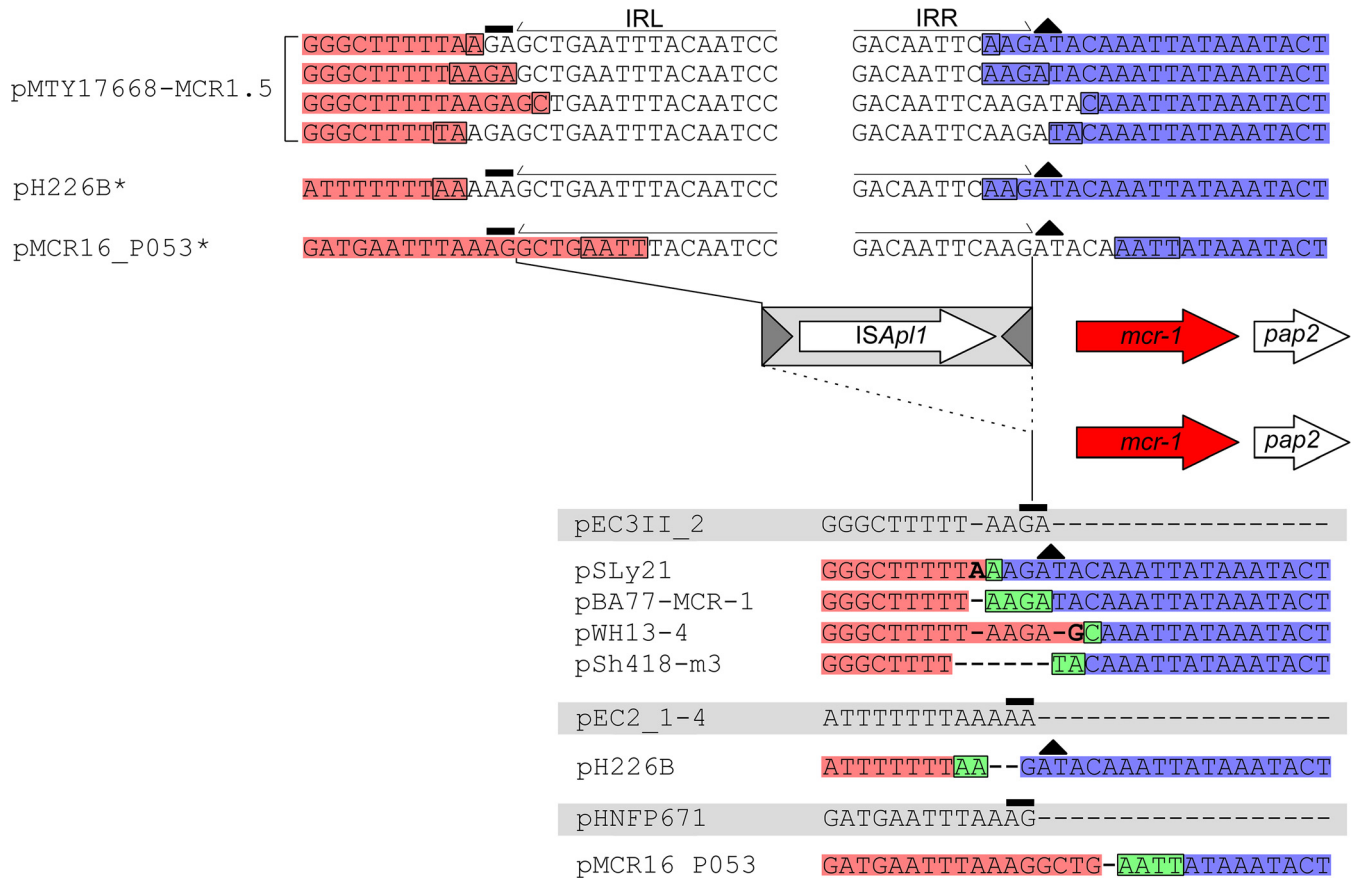 IRL IRR
pMTY17668-MCR1.5
GGGCTTTTTAAGAGCTGAATTTACAATCC GACAATTCAAGATACAAATTATAAATACT
GGGCTTTTTAAGAGCTGAATTTACAATCC GACAATTCAAGATACAAATTATAAATACT
GGGCTTTTTAAGAGCTGAATTTACAATCC GACAATTCAAGATACAAATTATAAATACT
GGGCTTTTTAAGAGCTGAATTTACAATCC GACAATTCAAGATACAAATTATAAATACT
pH226B* ATTTTTTTAAAAAGCTGAATTTACAATCC GACAATTCAAGATACAAATTATAAATACT
pMCR16_P053* GATGAATTTAAAGGCTGAATTTACAATCC GACAATTCAAGATACAAATTATAAATACT
ISApl1 mcr-1 pap2
mcr-1 pap2
pEC3II_2 GGGCTTTTT-AAGA-----------------
pSLy21 GGGCTTTTTAAAGATACAAATTATAAATACT
pBA77-MCR-1 GGGCTTTTT-AAGATACAAATTATAAATACT
pWH13-4 GGGCTTTTT-AAGA-GCAAATTATAAATACT
pSh418-m3 GGGCTTTT------TACAAATTATAAATACT
pEC2_1-4 ATTTTTTTAAAAA------------------
pH226B ATTTTTTTAA--GATACAAATTATAAATACT
pHNFP671 GATGAATTTAAAG------------------
pMCR16 P053 GATGAATTTAAAGGCTG-AATTATAAATACT